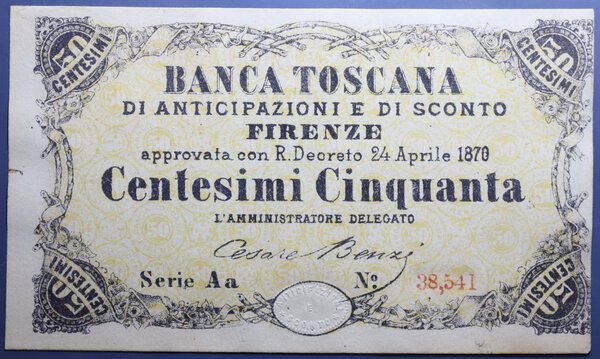 50 CENTESIMI
50 CENTESIMI
BANCA TOSCANA
DI ANTICIPAZIONI E DI SCONTO
FIRENZE
approvata con R. Decreto 24 Aprile 1870
Centesimi Cinquanta
L'AMMINISTRATORE DELEGATO
Cesare Benzi
Serie Aa Nº 38,541
50 CENTESIMI
50 CENTESIMI